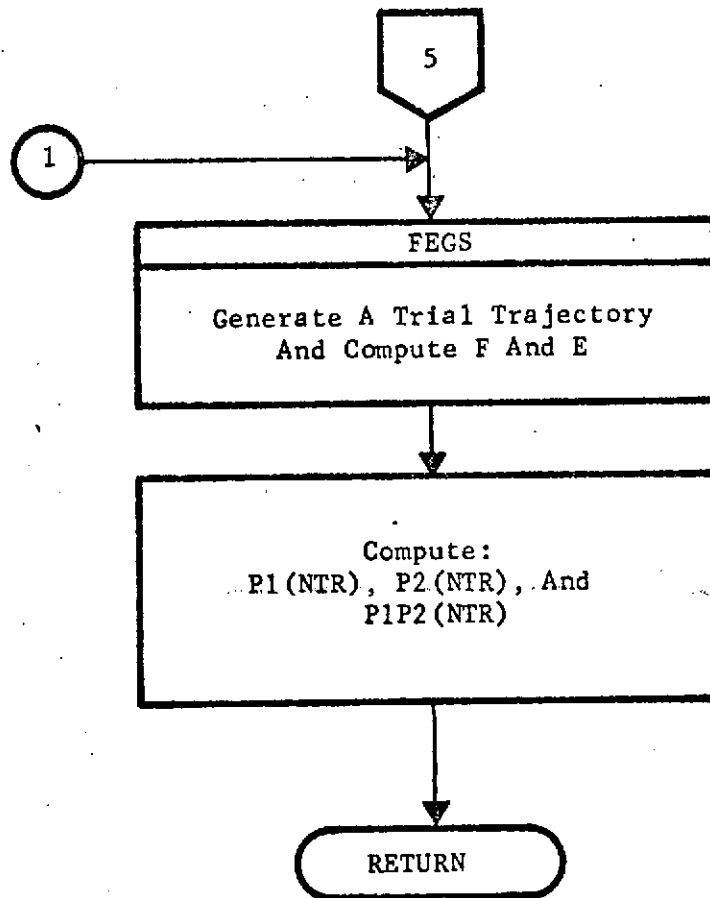 5
1
FEGS
Generate A Trial Trajectory
And Compute F And E
Compute:
P1(NTR), P2(NTR), And
P1P2(NTR)
RETURN